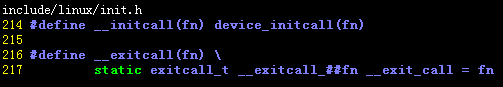 include/linux/init.h
214 #define __initcall(fn) device_initcall(fn)
215
216 #define __exitcall(fn) \
217         static exitcall_t __exitcall_##fn __exit_call = fn